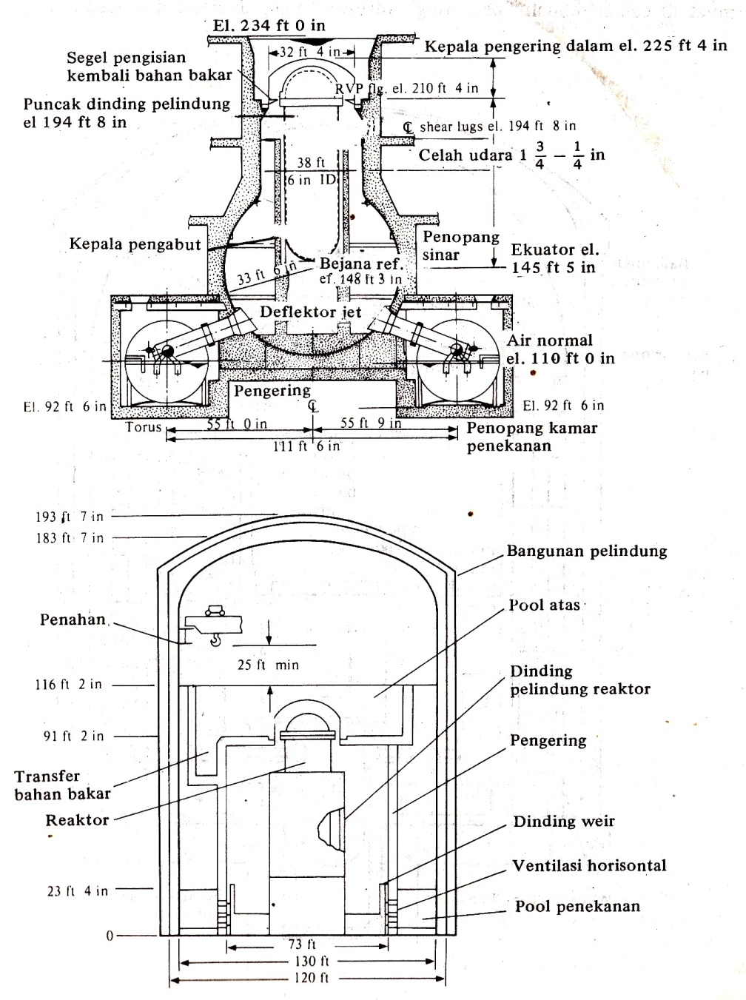 El. 234 ft 0 in
32 ft 4 in
Kepala pengering dalam el. 225 ft 4 in
Segel pengisian
kembali bahan bakar
RVP flg. el. 210 ft 4 in
Puncak dinding pelindung
el 194 ft 8 in
℄ shear lugs el. 194 ft 8 in
Celah udara 1 3/4 – 1/4 in
38 ft
6 in ID
Kepala pengabut
Penopang
sinar
Ekuator el.
145 ft 5 in
33 ft 6 in
Bejana ref.
ef. 148 ft 3 in
Deflektor jet
Air normal
el. 110 ft 0 in
Pengering
℄
El. 92 ft 6 in
El. 92 ft 6 in
Torus
55 ft 0 in
55 ft 9 in
Penopang kamar
penekanan
111 ft 6 in
193 ft 7 in
183 ft 7 in
Bangunan pelindung
Pool atas
Penahan
25 ft min
Dinding
pelindung reaktor
116 ft 2 in
91 ft 2 in
Pengering
Transfer
bahan bakar
Reaktor
Dinding weir
Ventilasi horisontal
23 ft 4 in
Pool penekanan
0
73 ft
130 ft
120 ft